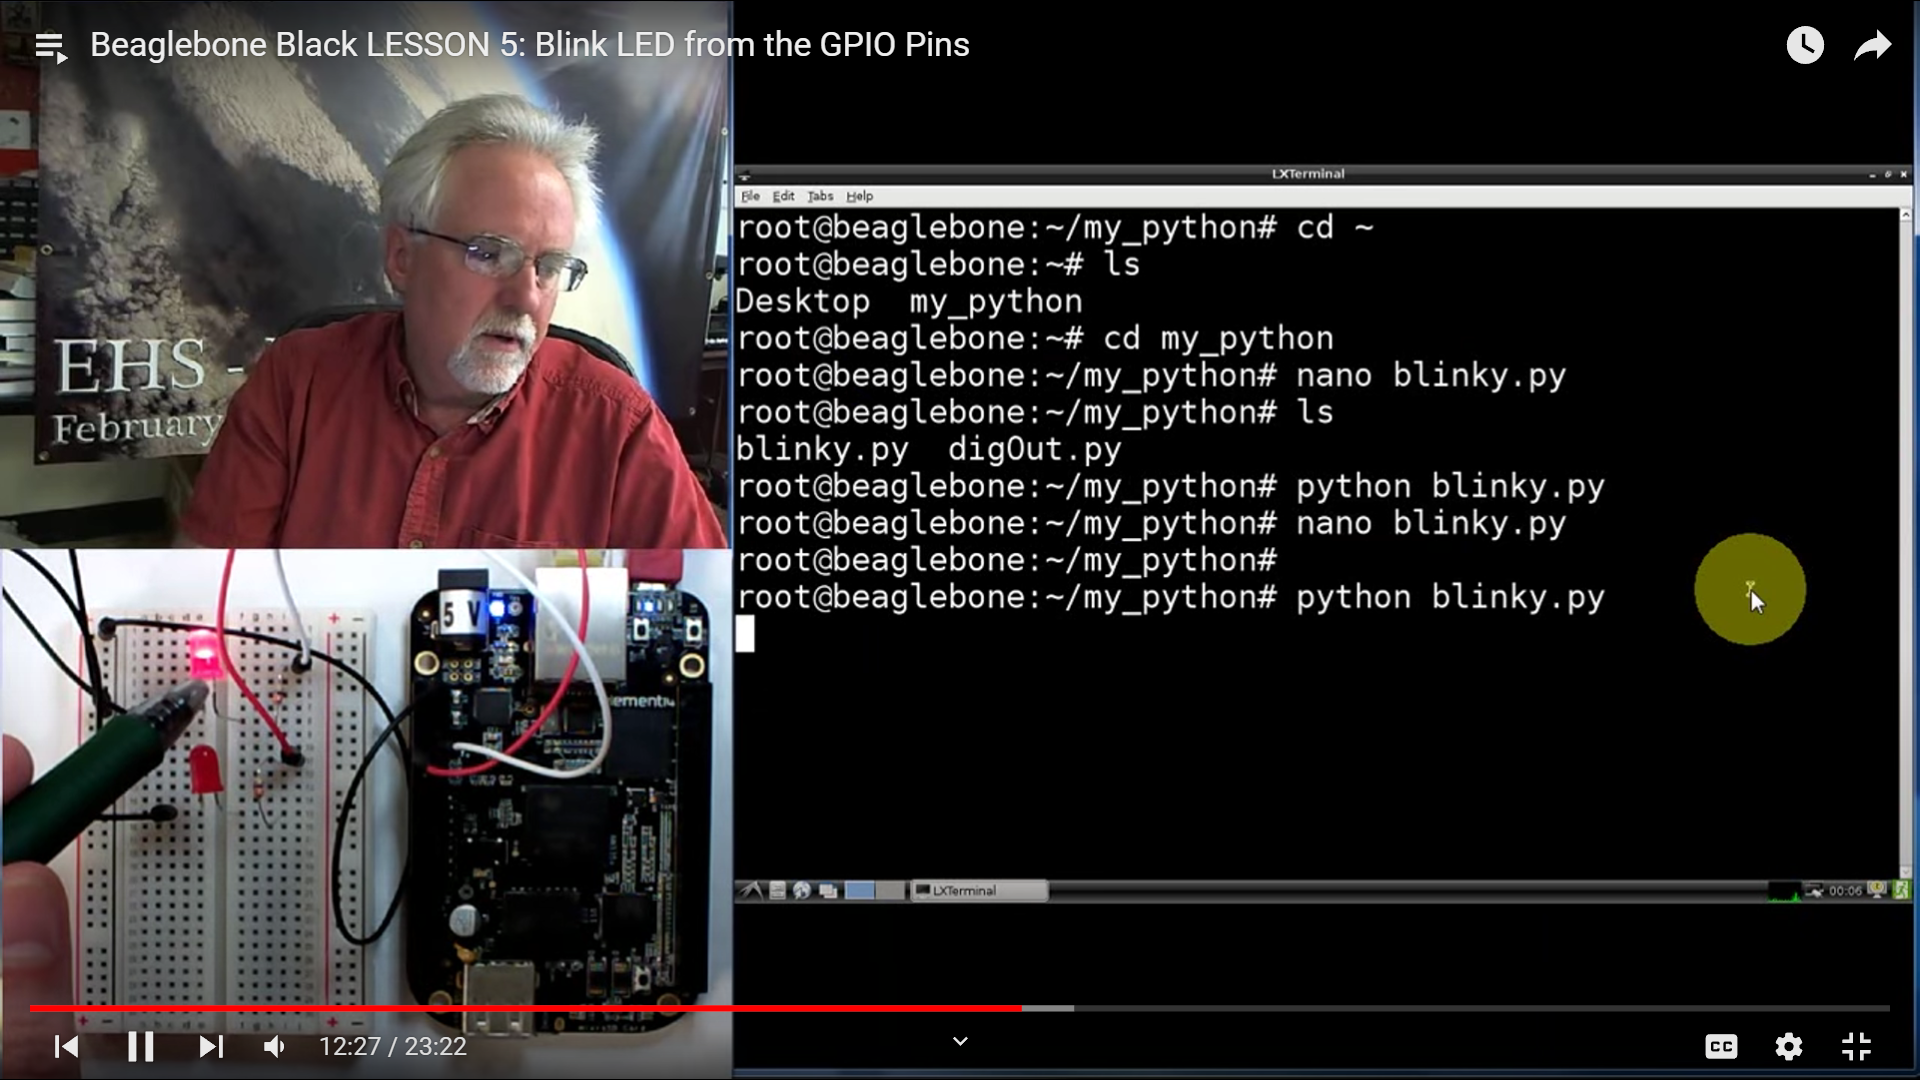 Beaglebone Black LESSON 5: Blink LED from the GPIO Pins
EHS -
February
LXTerminal
File Edit Tabs Help
root@beaglebone:~/my_python# cd ~
root@beaglebone:~# ls
Desktop my_python
root@beaglebone:~# cd my_python
root@beaglebone:~/my_python# nano blinky.py
root@beaglebone:~/my_python# ls
blinky.py digOut.py
root@beaglebone:~/my_python# python blinky.py
root@beaglebone:~/my_python# nano blinky.py
root@beaglebone:~/my_python#
root@beaglebone:~/my_python# python blinky.py
5 V
LXTerminal
00:06
12:27 / 23:22
CC